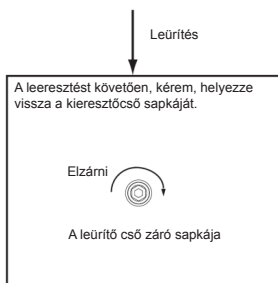 Leürítés
A leeresztést követően, kérem, helyezze
vissza a kieresztőcső sapkáját.
Elzárni
A leürítő cső záró sapkája